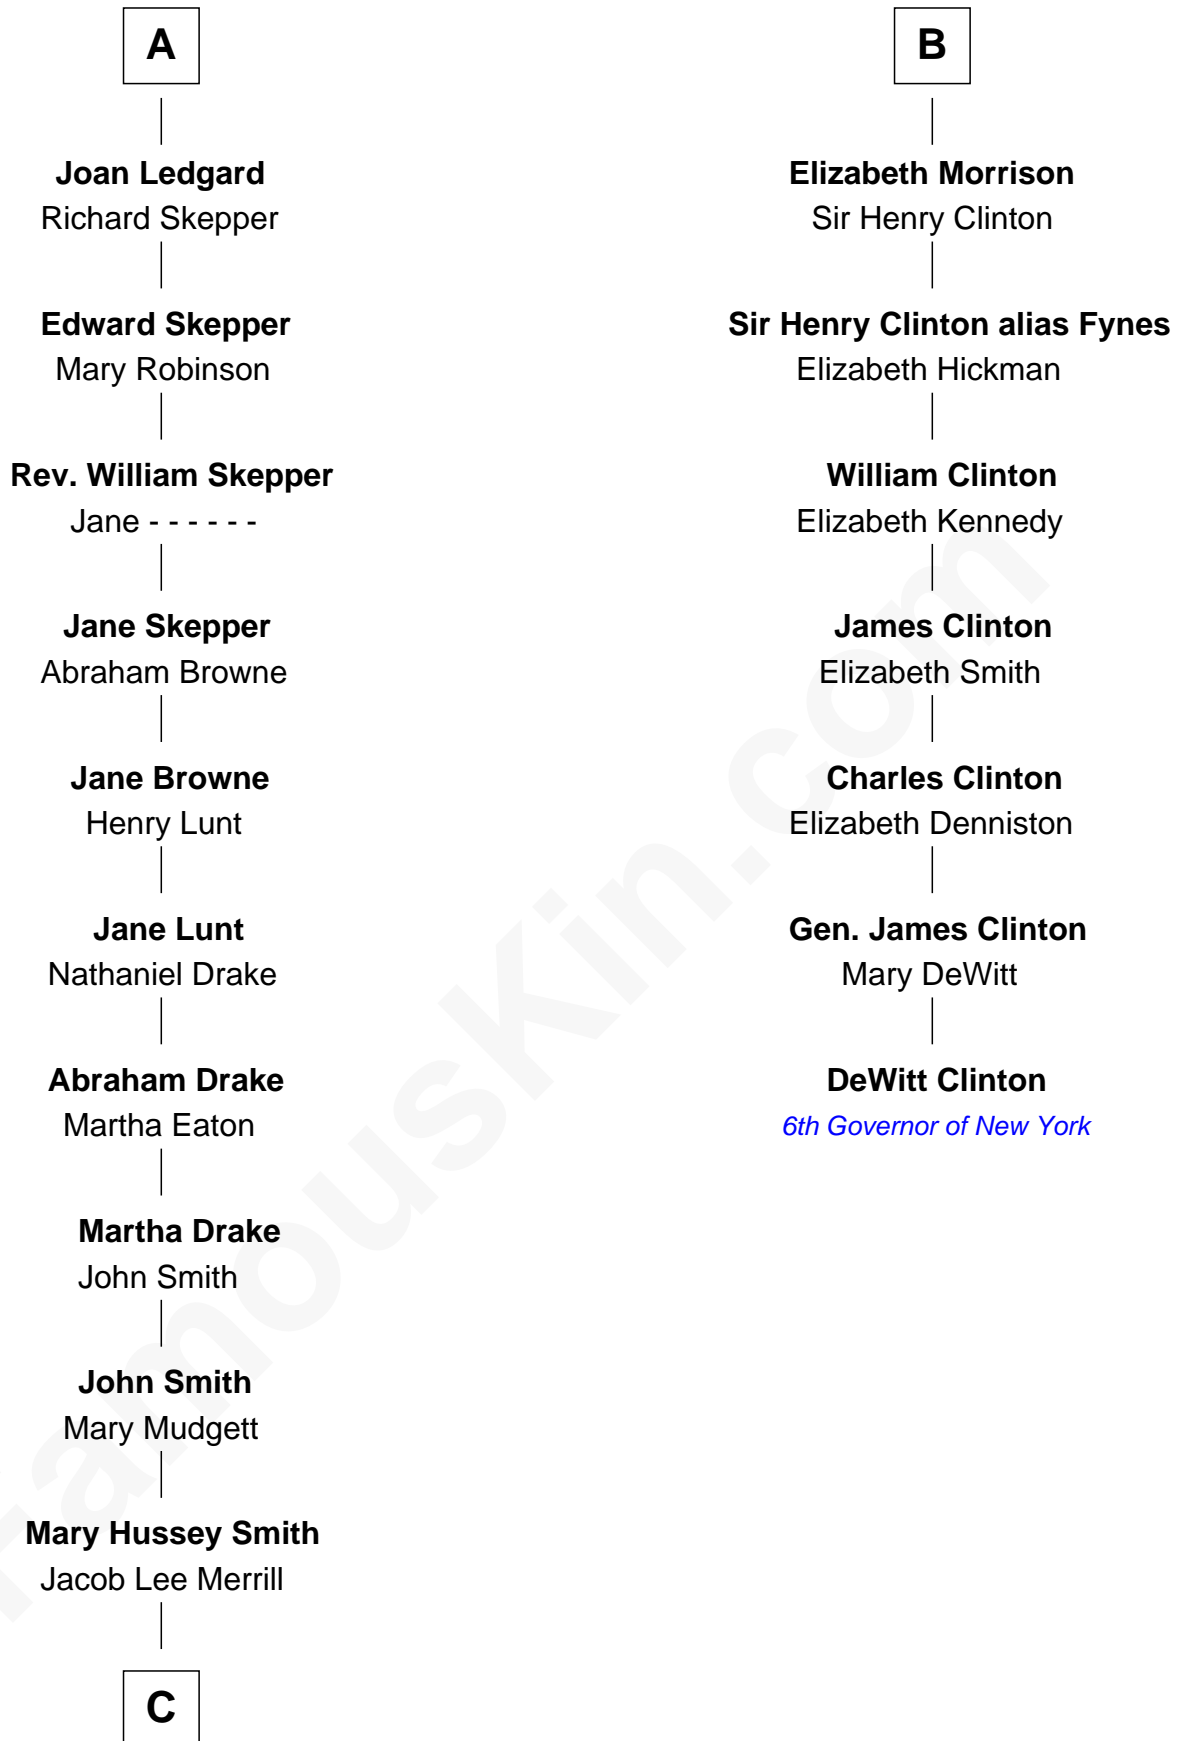 A
Joan Ledgard
Richard Skepper
Edward Skepper
Mary Robinson
Rev. William Skepper
Jane - - - - - -
Jane Skepper
Abraham Browne
Jane Browne
Henry Lunt
Jane Lunt
Nathaniel Drake
Abraham Drake
Martha Eaton
Martha Drake
John Smith
John Smith
Mary Mudgett
Mary Hussey Smith
Jacob Lee Merrill
C
B
Elizabeth Morrison
Sir Henry Clinton
Sir Henry Clinton alias Fynes
Elizabeth Hickman
William Clinton
Elizabeth Kennedy
James Clinton
Elizabeth Smith
Charles Clinton
Elizabeth Denniston
Gen. James Clinton
Mary DeWitt
DeWitt Clinton
6th Governor of New York
FamousKin.com